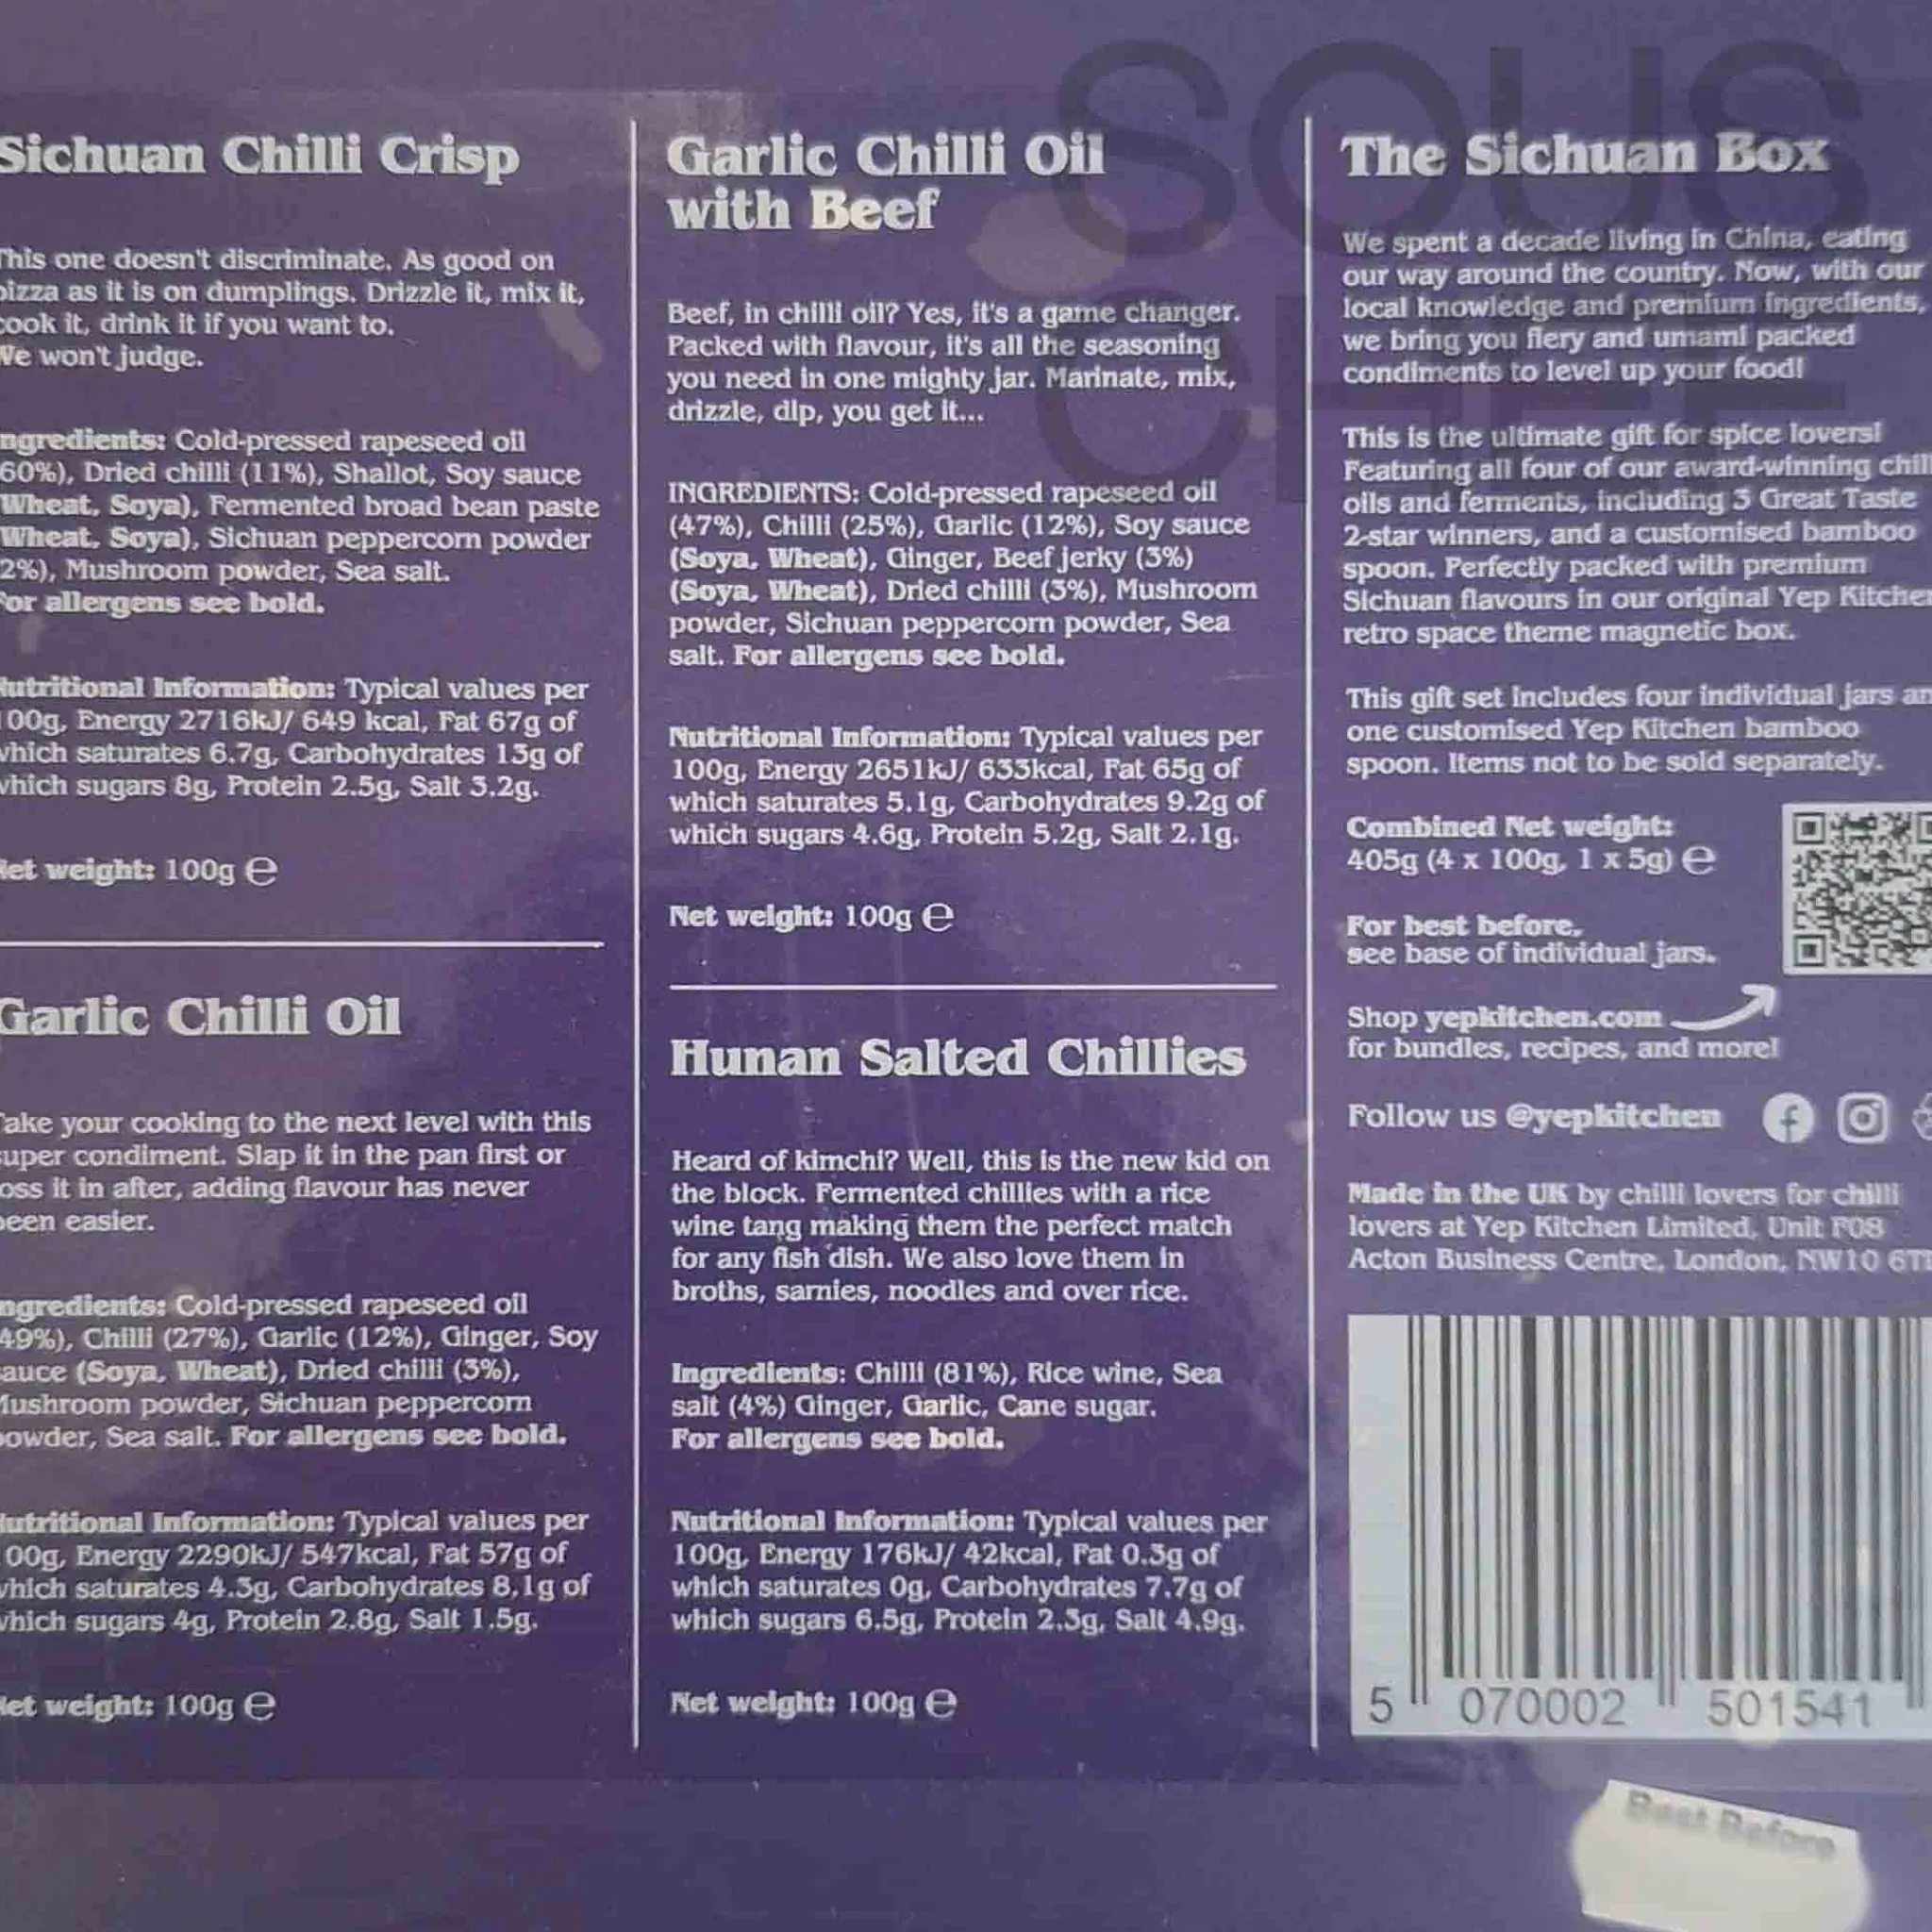 Sichuan Chilli Crisp
This one doesn't discriminate. As good on
pizza as it is on dumplings. Drizzle it, mix it,
cook it, drink it if you want to.
We won't judge.
ngredients: Cold-pressed rapeseed oil
60%), Dried chilli (11%), Shallot, Soy sauce
Wheat, Soya), Fermented broad bean paste
Wheat, Soya), Sichuan peppercorn powder
2%), Mushroom powder, Sea salt.
For allergens see bold.
Nutritional Information: Typical values per
100g, Energy 2716kJ/ 649 kcal, Fat 67g of
which saturates 6.7g, Carbohydrates 13g of
which sugars 8g, Protein 2.5g, Salt 3.2g.
Net weight: 100g ℮
Garlic Chilli Oil
Take your cooking to the next level with this
super condiment. Slap it in the pan first or
toss it in after, adding flavour has never
been easier.
ngredients: Cold-pressed rapeseed oil
49%), Chilli (27%), Garlic (12%), Ginger, Soy
sauce (Soya, Wheat), Dried chilli (3%),
Mushroom powder, Sichuan peppercorn
powder, Sea salt. For allergens see bold.
Nutritional Information: Typical values per
100g, Energy 2290kJ/ 547kcal, Fat 57g of
which saturates 4.3g, Carbohydrates 8.1g of
which sugars 4g, Protein 2.8g, Salt 1.5g.
Net weight: 100g ℮
Garlic Chilli Oil
with Beef
Beef, in chilli oil? Yes, it's a game changer.
Packed with flavour, it's all the seasoning
you need in one mighty jar. Marinate, mix,
drizzle, dip, you get it...
INGREDIENTS: Cold-pressed rapeseed oil
(47%), Chilli (25%), Garlic (12%), Soy sauce
(Soya, Wheat), Ginger, Beef jerky (3%)
(Soya, Wheat), Dried chilli (3%), Mushroom
powder, Sichuan peppercorn powder, Sea
salt. For allergens see bold.
Nutritional Information: Typical values per
100g, Energy 2651kJ/ 633kcal, Fat 65g of
which saturates 5.1g, Carbohydrates 9.2g of
which sugars 4.6g, Protein 5.2g, Salt 2.1g.
Net weight: 100g ℮
Hunan Salted Chillies
Heard of kimchi? Well, this is the new kid on
the block. Fermented chillies with a rice
wine tang making them the perfect match
for any fish dish. We also love them in
broths, sarnies, noodles and over rice.
Ingredients: Chilli (81%), Rice wine, Sea
salt (4%) Ginger, Garlic, Cane sugar.
For allergens see bold.
Nutritional Information: Typical values per
100g, Energy 176kJ/ 42kcal, Fat 0.3g of
which saturates 0g, Carbohydrates 7.7g of
which sugars 6.5g, Protein 2.3g, Salt 4.9g.
Net weight: 100g ℮
SOUS
CHEF
The Sichuan Box
We spent a decade living in China, eating
our way around the country. Now, with our
local knowledge and premium ingredients,
we bring you fiery and umami packed
condiments to level up your food!
This is the ultimate gift for spice lovers!
Featuring all four of our award-winning chill
oils and ferments, including 3 Great Taste
2-star winners, and a customised bamboo
spoon. Perfectly packed with premium
Sichuan flavours in our original Yep Kitchen
retro space theme magnetic box.
This gift set includes four individual jars an
one customised Yep Kitchen bamboo
spoon. Items not to be sold separately.
Combined Net weight:
405g (4 x 100g, 1 x 5g) ℮
For best before,
see base of individual jars.
Shop yepkitchen.com
for bundles, recipes, and more!
Follow us @yepkitchen
Made in the UK by chilli lovers for chilli
lovers at Yep Kitchen Limited, Unit F08
Acton Business Centre, London, NW10 6T
5 070002 501541
Best Before